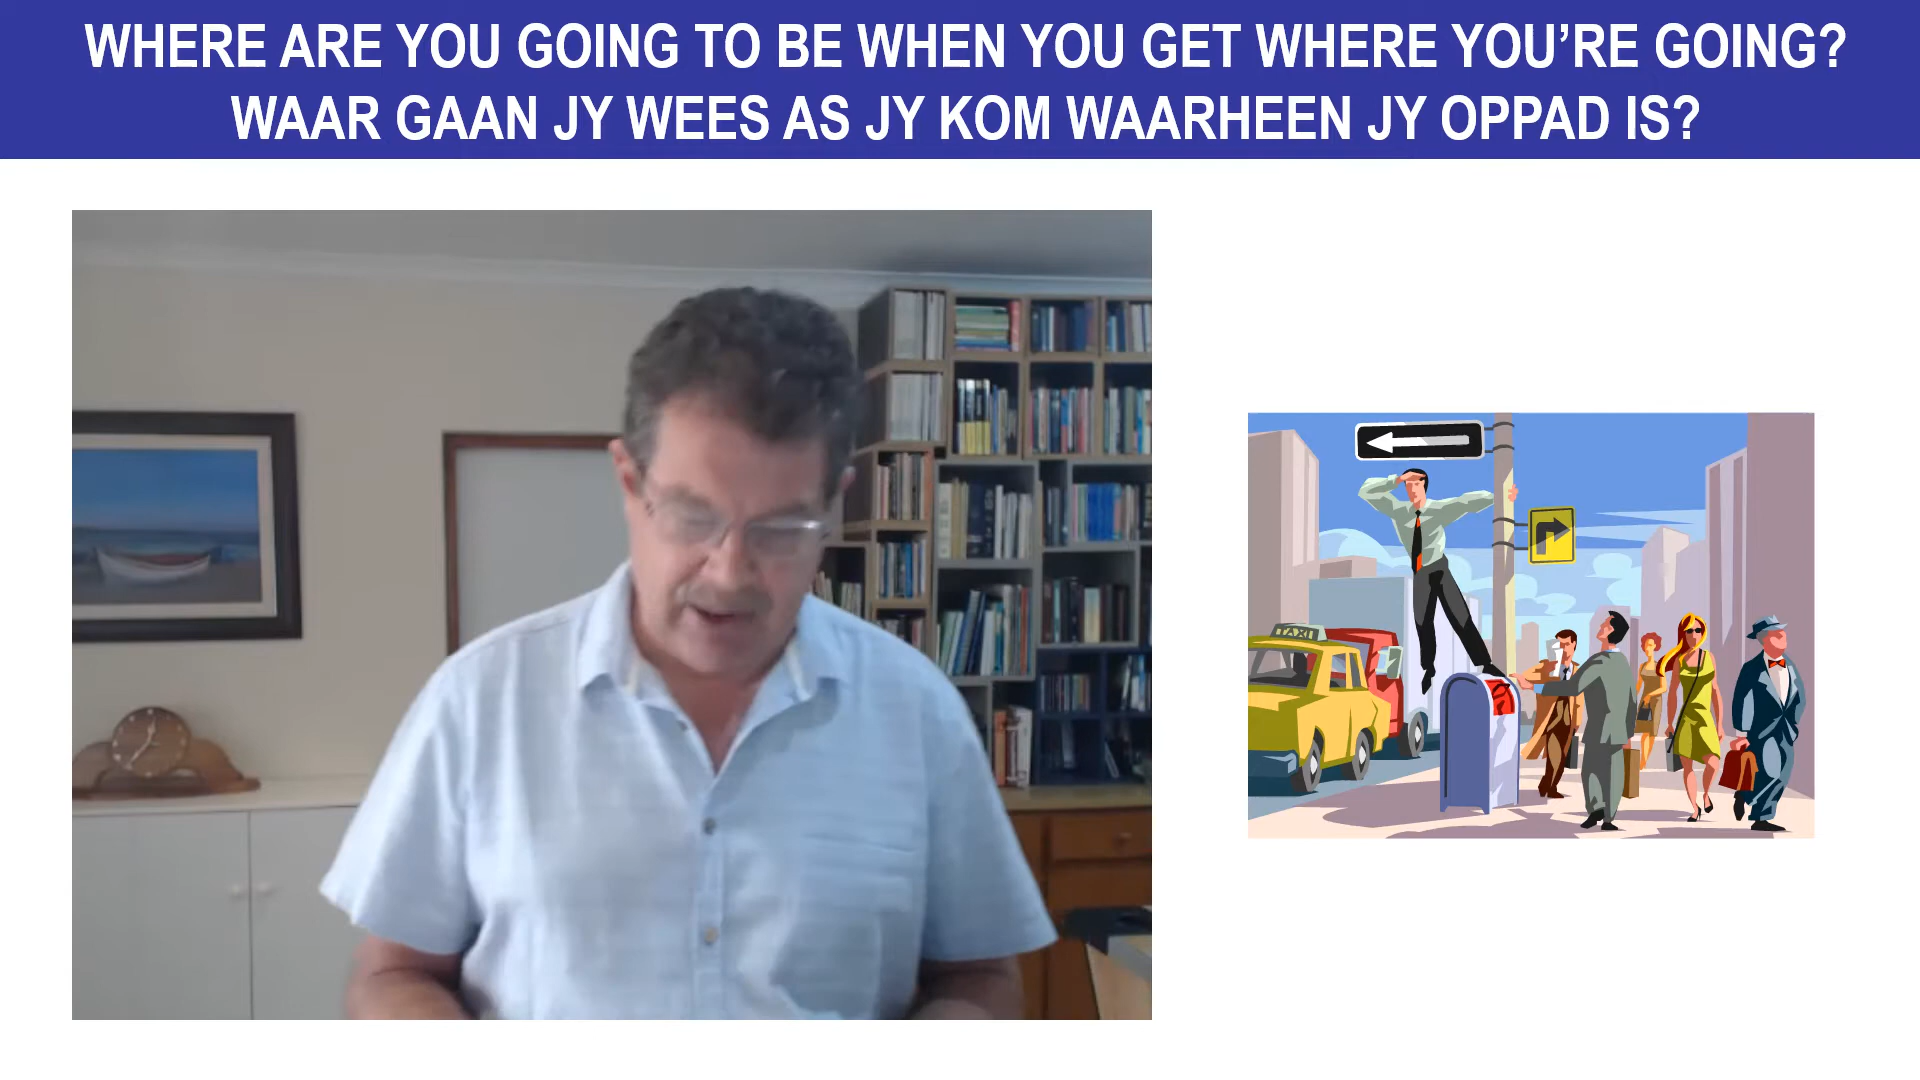 WHERE ARE YOU GOING TO BE WHEN YOU GET WHERE YOU’RE GOING?
WAAR GAAN JY WEES AS JY KOM WAARHEEN JY OPPAD IS?
TAXI